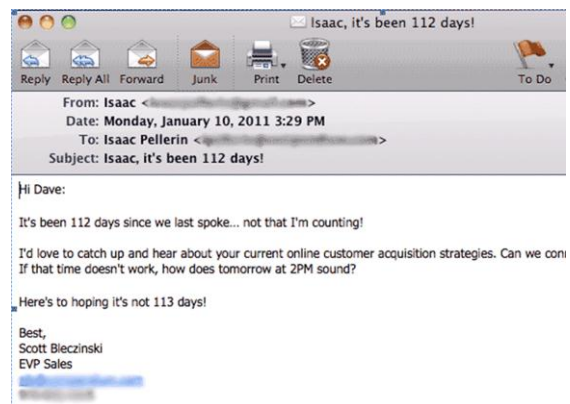 Isaac, it's been 112 days!
Reply Reply All Forward Junk Print Delete To Do
From: Isaac <
Date: Monday, January 10, 2011 3:29 PM
To: Isaac Pellerin <
Subject: Isaac, it's been 112 days!
Hi Dave:
It's been 112 days since we last spoke... not that I'm counting!
I'd love to catch up and hear about your current online customer acquisition strategies. Can we
If that time doesn't work, how does tomorrow at 2PM sound?
Here's to hoping it's not 113 days!
Best,
Scott Bleczinski
EVP Sales